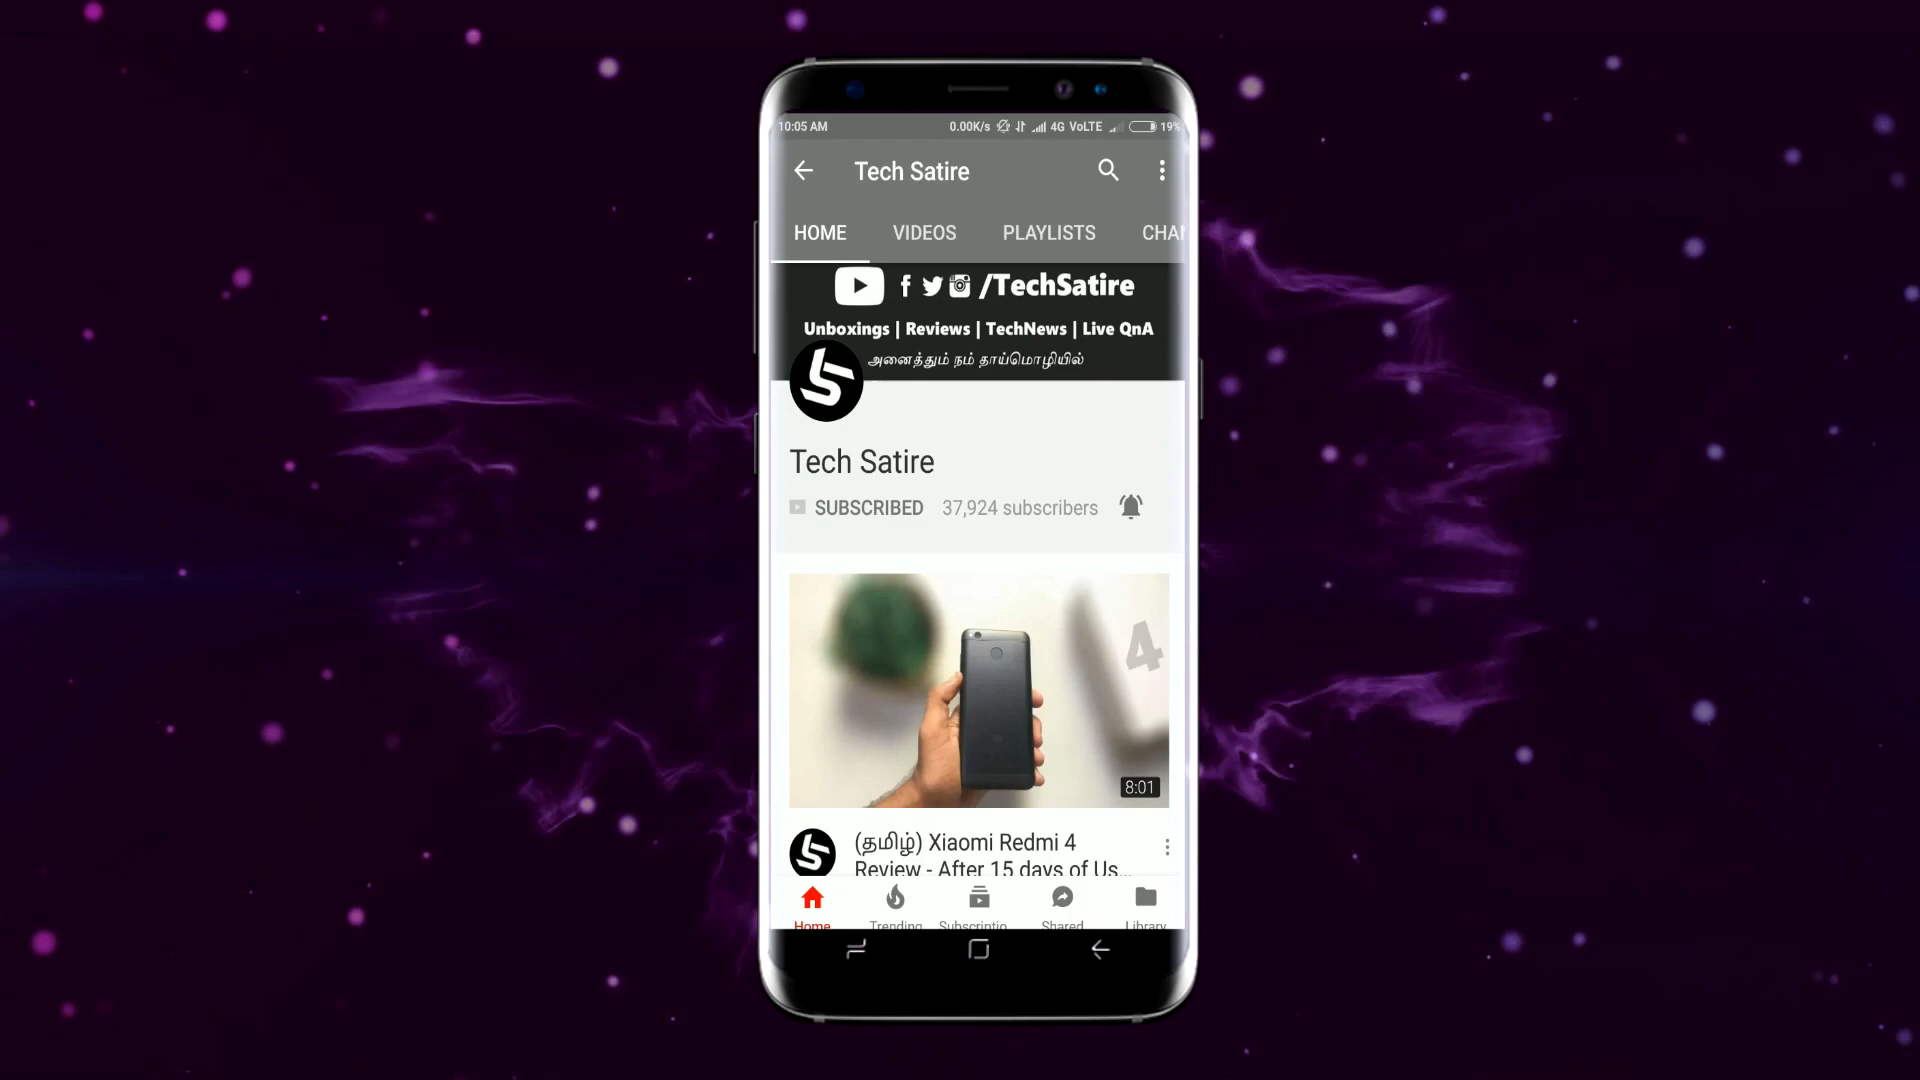 10:05 AM 0.00K/s 4G VoLTE 19%
Tech Satire
HOME VIDEOS PLAYLISTS CHAN
f /TechSatire
Unboxings | Reviews | TechNews | Live QnA
அனைத்தும் நம் தாய்மொழியில்
Tech Satire
SUBSCRIBED 37,924 subscribers
4
8:01
(தமிழ்) Xiaomi Redmi 4
Review - After 15 days of Us...
Home Trending Subscriptio Shared Library